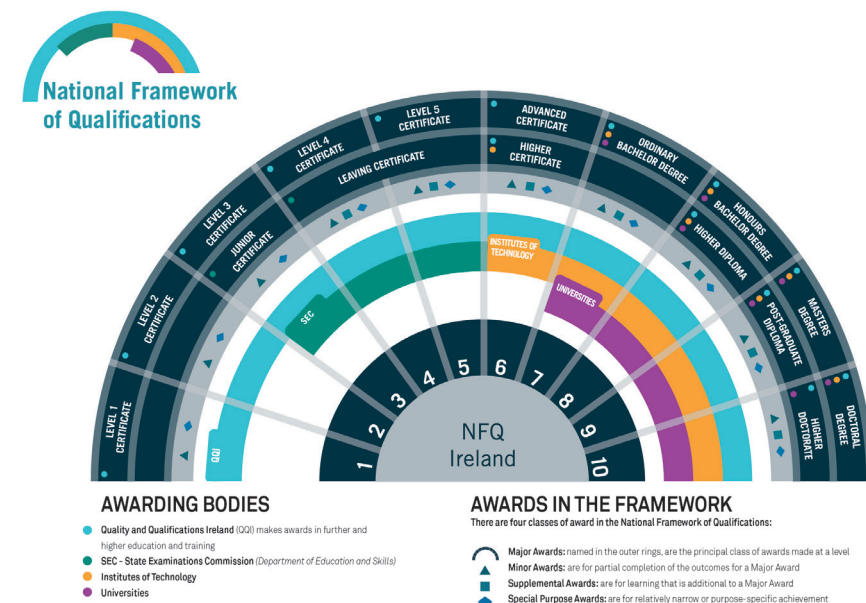 National Framework
of Qualifications
LEVEL 1
CERTIFICATE
LEVEL 2
CERTIFICATE
LEVEL 3
CERTIFICATE
LEVEL 4
CERTIFICATE
LEVEL 5
CERTIFICATE
ADVANCED
CERTIFICATE
ORDINARY
BACHELOR DEGREE
HONOURS
BACHELOR DEGREE
MASTERS
DEGREE
DOCTORAL
DEGREE
JUNIOR
CERTIFICATE
LEAVING CERTIFICATE
HIGHER
CERTIFICATE
HIGHER DIPLOMA
POST-GRADUATE
DIPLOMA
HIGHER
DOCTORATE
QQI
SEC
INSTITUTES OF
TECHNOLOGY
UNIVERSITIES
1
2
3
4
5
6
7
8
9
10
NFQ
Ireland
AWARDING BODIES
Quality and Qualifications Ireland (QQI) makes awards in further and
higher education and training
SEC - State Examinations Commission (Department of Education and Skills)
Institutes of Technology
Universities
AWARDS IN THE FRAMEWORK
There are four classes of award in the National Framework of Qualifications:
Major Awards: named in the outer rings, are the principal class of awards made at a level
Minor Awards: are for partial completion of the outcomes for a Major Award
Supplemental Awards: are for learning that is additional to a Major Award
Special Purpose Awards: are for relatively narrow or purpose-specific achievement